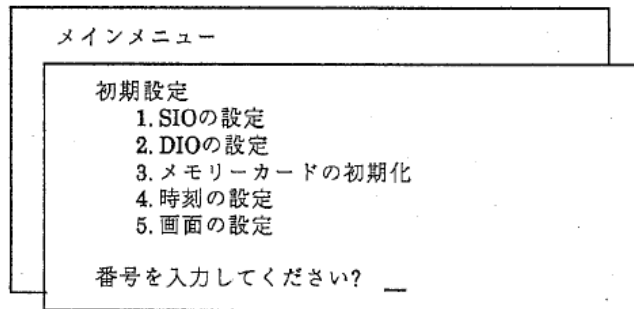 メインメニュー
初期設定
1. SIOの設定
2. DIOの設定
3. メモリーカードの初期化
4. 時刻の設定
5. 画面の設定
番号を入力してください? _